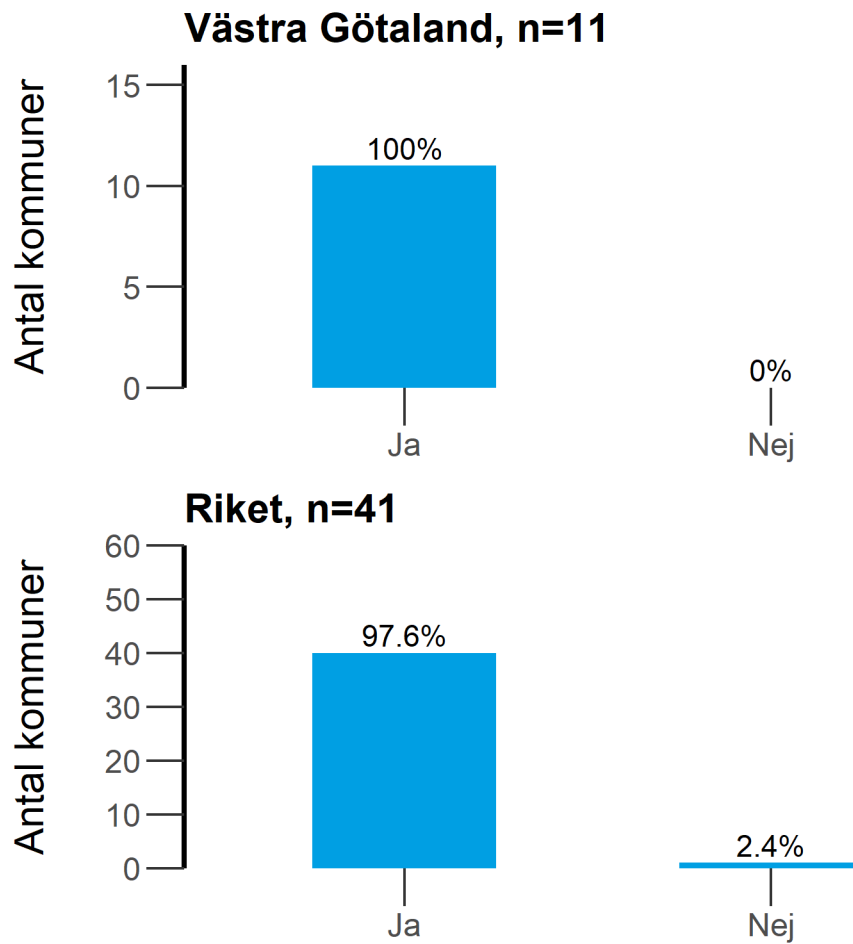 Västra Götaland, n=11
Antal kommuner
15
10
5
0
100%
0%
Ja
Nej
Riket, n=41
Antal kommuner
60
50
40
30
20
10
0
97.6%
2.4%
Ja
Nej